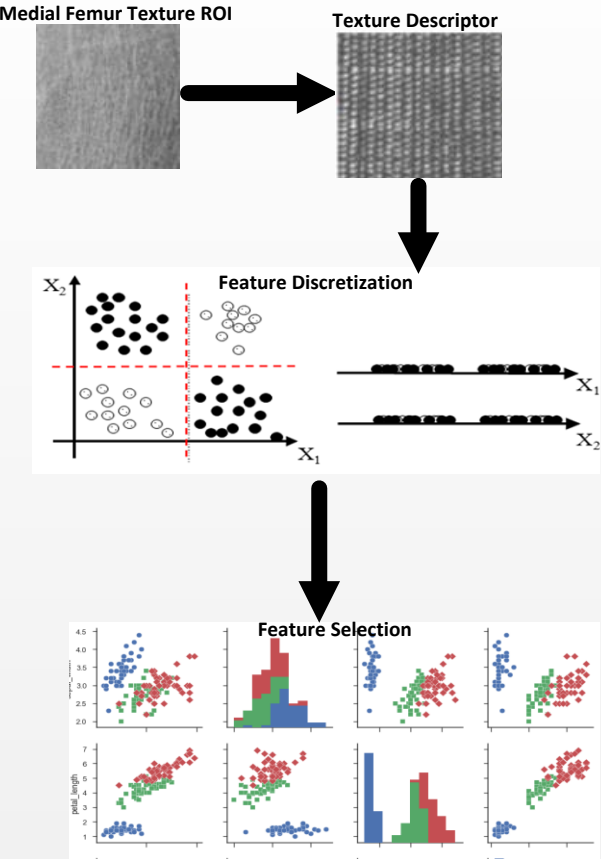 Medial Femur Texture ROI
Texture Descriptor
Feature Discretization
X2
X1
X1
X2
Feature Selection
4.5
4.0
3.5
3.0
2.5
2.0
7
6
5
4
3
2
1
petal_length